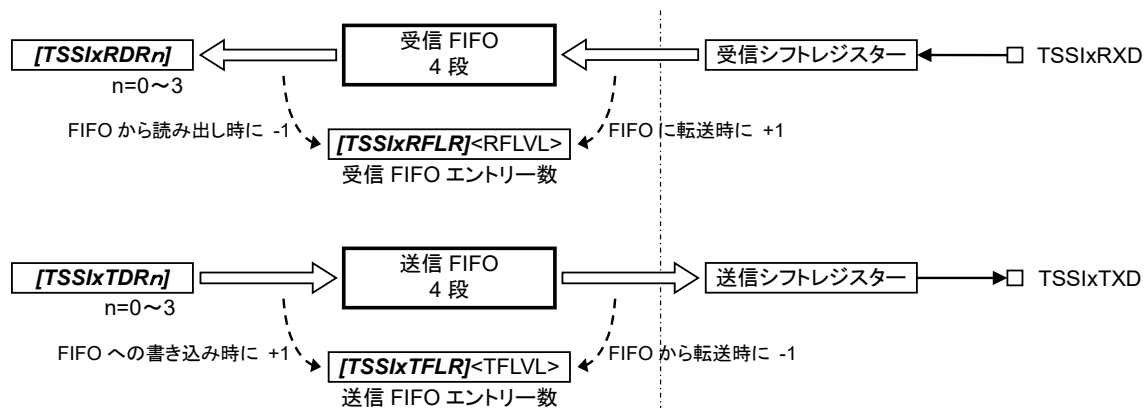 [TSSIxRDRn]
n=0～3
受信 FIFO
4 段
受信シフトレジスター
TSSIxRXD
FIFO から読み出し時に -1
FIFO に転送時に +1
[TSSIxRFLR]<RFLVL>
受信 FIFO エントリー数
[TSSIxTDRn]
n=0～3
送信 FIFO
4 段
送信シフトレジスター
TSSIxTXD
FIFO への書き込み時に +1
FIFO から転送時に -1
[TSSIxTFLR]<TFLVL>
送信 FIFO エントリー数